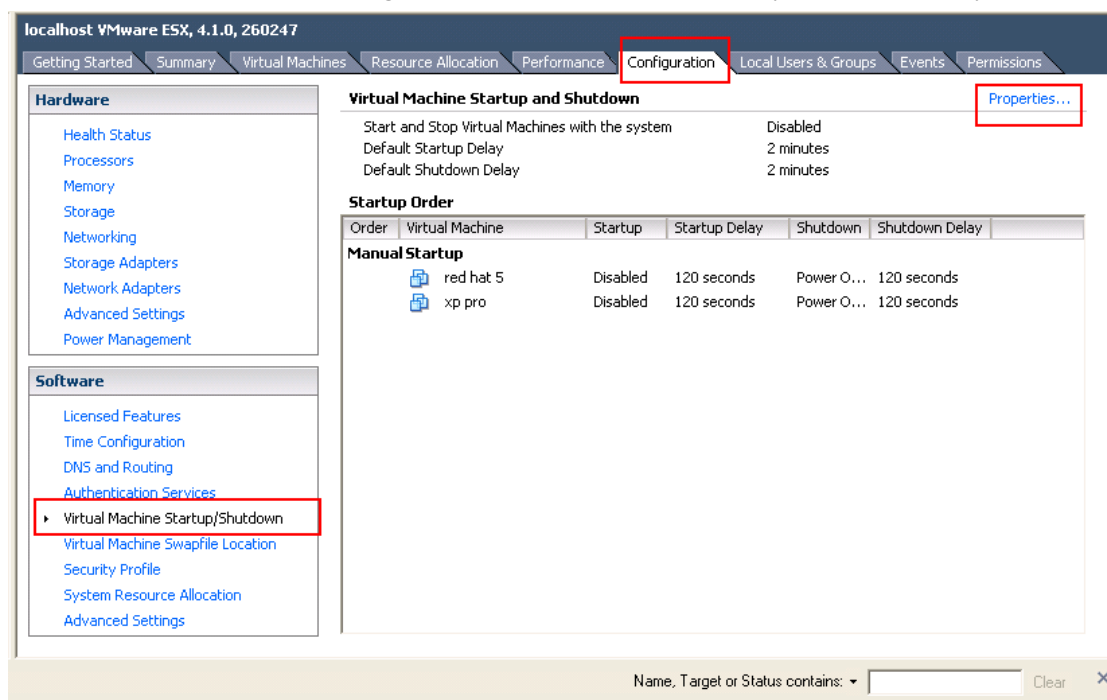 localhost VMware ESX, 4.1.0, 260247
Getting Started Summary Virtual Machines Resource Allocation Performance Configuration Local Users & Groups Events Permissions
Hardware
Health Status
Processors
Memory
Storage
Networking
Storage Adapters
Network Adapters
Advanced Settings
Power Management
Software
Licensed Features
Time Configuration
DNS and Routing
Authentication Services
Virtual Machine Startup/Shutdown
Virtual Machine Swapfile Location
Security Profile
System Resource Allocation
Advanced Settings
Virtual Machine Startup and Shutdown Properties...
Start and Stop Virtual Machines with the system Disabled
Default Startup Delay 2 minutes
Default Shutdown Delay 2 minutes
Startup Order
Order Virtual Machine Startup Startup Delay Shutdown Shutdown Delay
Manual Startup
red hat 5 Disabled 120 seconds Power O... 120 seconds
xp pro Disabled 120 seconds Power O... 120 seconds
Name, Target or Status contains: Clear